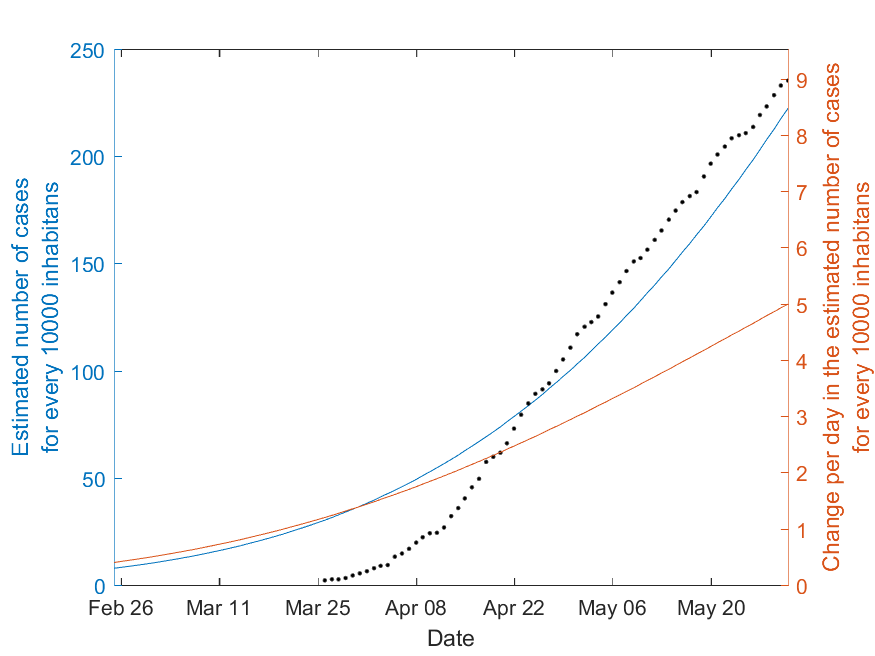 250
200
150
100
50
0
Estimated number of cases
for every 10000 inhabitans
9
8
7
6
5
4
3
2
1
0
Change per day in the estimated number of cases
for every 10000 inhabitans
Feb 26 Mar 11 Mar 25 Apr 08 Apr 22 May 06 May 20
Date